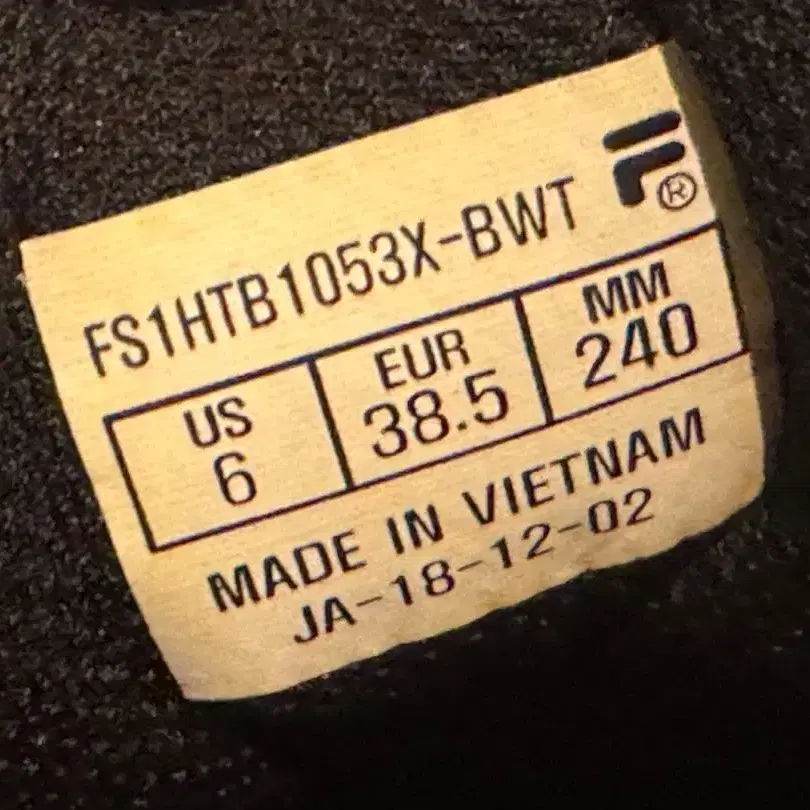 FS1HTB1053X-BWT
US EUR MM
6 38.5 240
MADE IN VIETNAM
JA-18-12-02